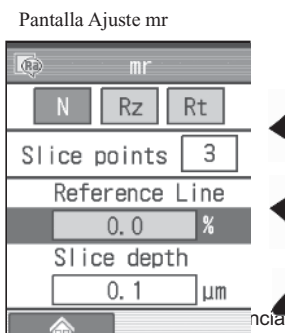 Pantalla Ajuste mr
Ra
mr
N Rz Rt
Slice points 3
Reference Line
0.0 %
Slice depth
0.1 µm
ncia